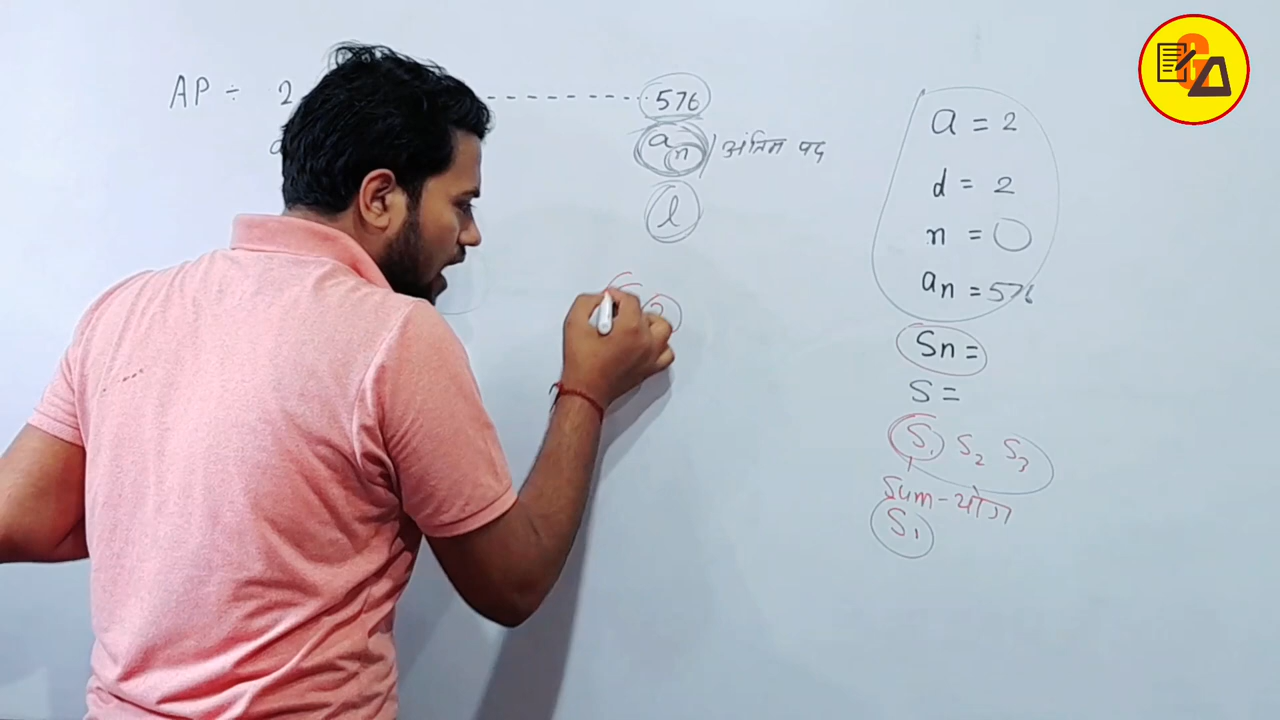 AP ÷ 2 - - - - - - - - - - 576
an / अंतिम पद
l
a = 2
d = 2
n =
an = 576
Sn =
S =
S1 S2 S3
Sum - योग
S1